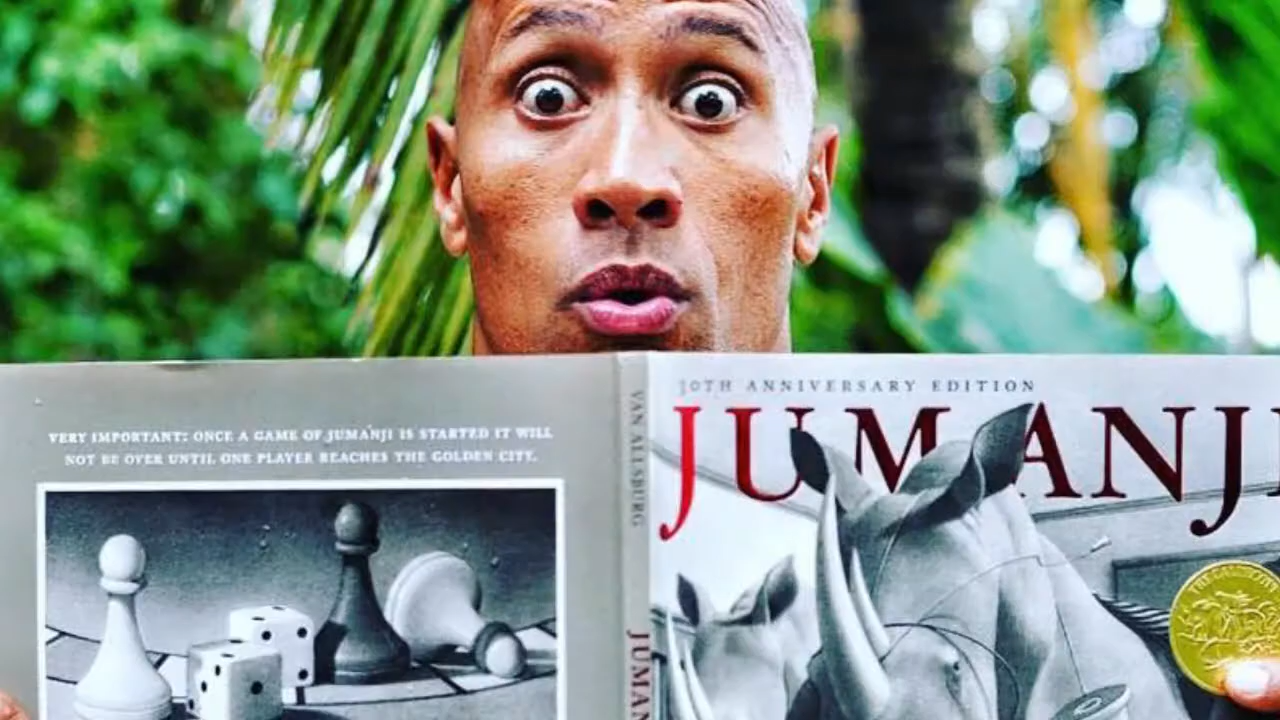 VERY IMPORTANT: ONCE A GAME OF JUMANJI IS STARTED IT WILL
NOT BE OVER UNTIL ONE PLAYER REACHES THE GOLDEN CITY.
VAN ALLSBURG
JUMAN
30TH ANNIVERSARY EDITION
JUMANJI